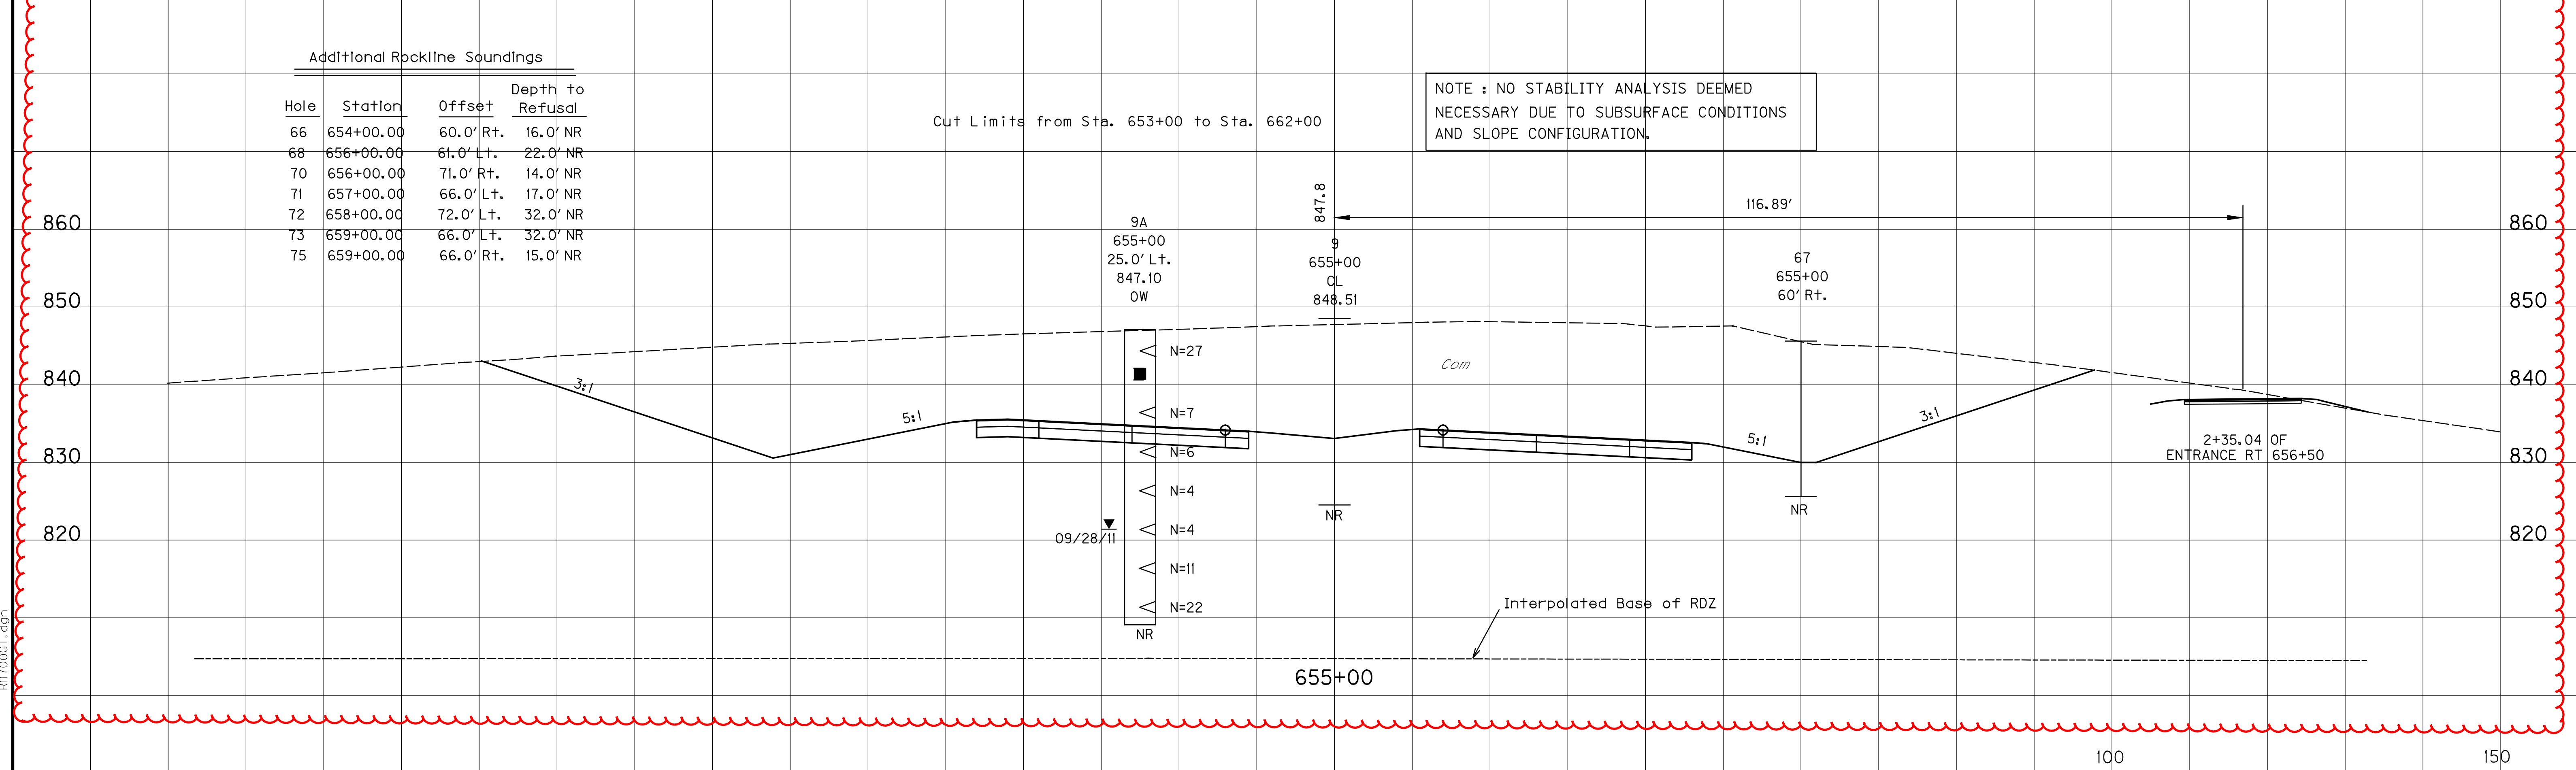 Additional Rockline Soundings
Hole Station Offset Depth to Refusal
66 654+00.00 60.0' Rt. 16.0' NR
68 656+00.00 61.0' Lt. 22.0' NR
70 656+00.00 71.0' Rt. 14.0' NR
71 657+00.00 66.0' Lt. 17.0' NR
72 658+00.00 72.0' Lt. 32.0' NR
73 659+00.00 66.0' Lt. 32.0' NR
75 659+00.00 66.0' Rt. 15.0' NR
Cut Limits from Sta. 653+00 to Sta. 662+00
NOTE : NO STABILITY ANALYSIS DEEMED
NECESSARY DUE TO SUBSURFACE CONDITIONS
AND SLOPE CONFIGURATION.
860
850
840
830
820
9A
655+00
25.0' Lt.
847.10
OW
847.8
9
655+00
CL
848.51
116.89'
67
655+00
60' Rt.
860
850
840
830
820
3:1
5:1
N=27
N=7
N=6
N=4
N=4
N=11
N=22
NR
09/28/11
Com
NR
NR
5:1
3:1
2+35.04 OF
ENTRANCE RT 656+50
Interpolated Base of RDZ
655+00
100
150